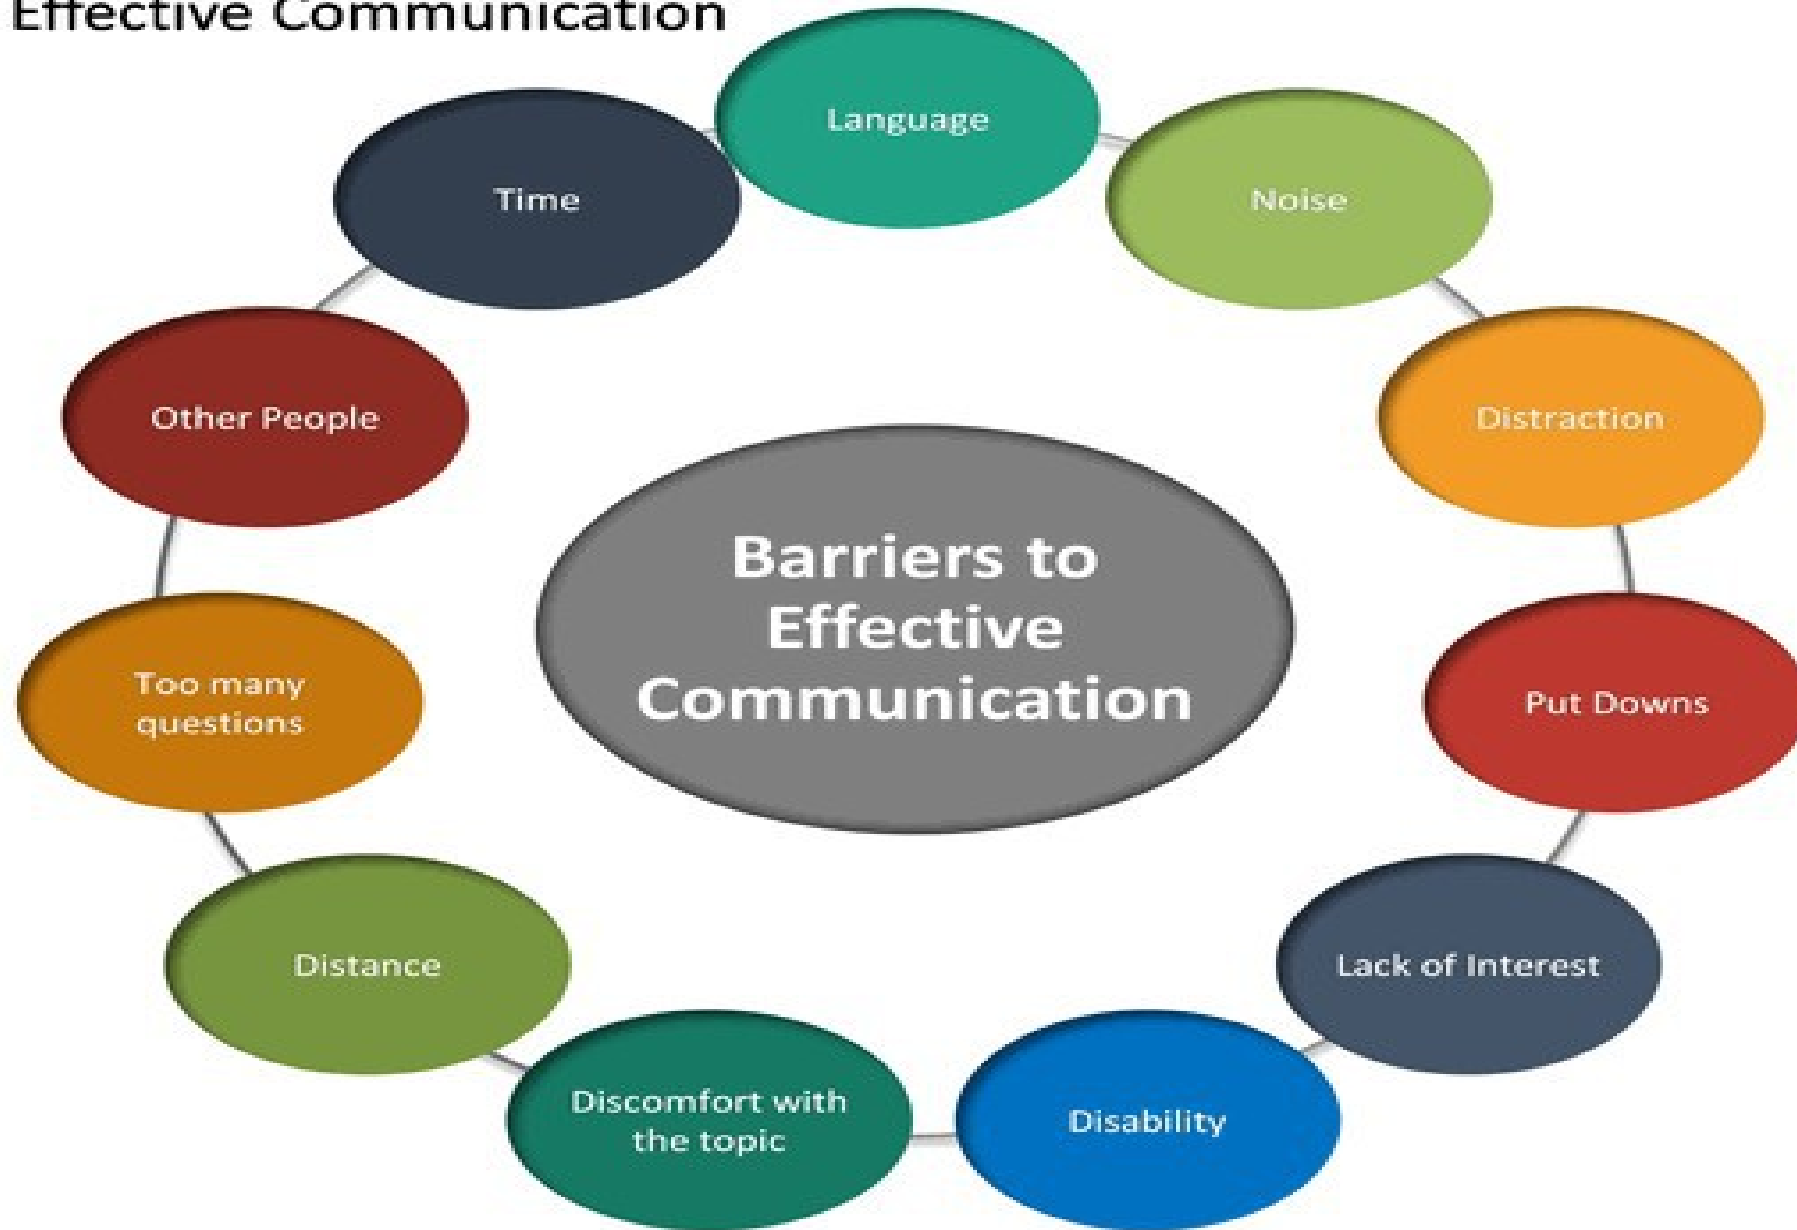 Effective Communication
Language
Noise
Distraction
Put Downs
Lack of Interest
Disability
Discomfort with
the topic
Distance
Too many
questions
Other People
Time
Barriers to
Effective
Communication